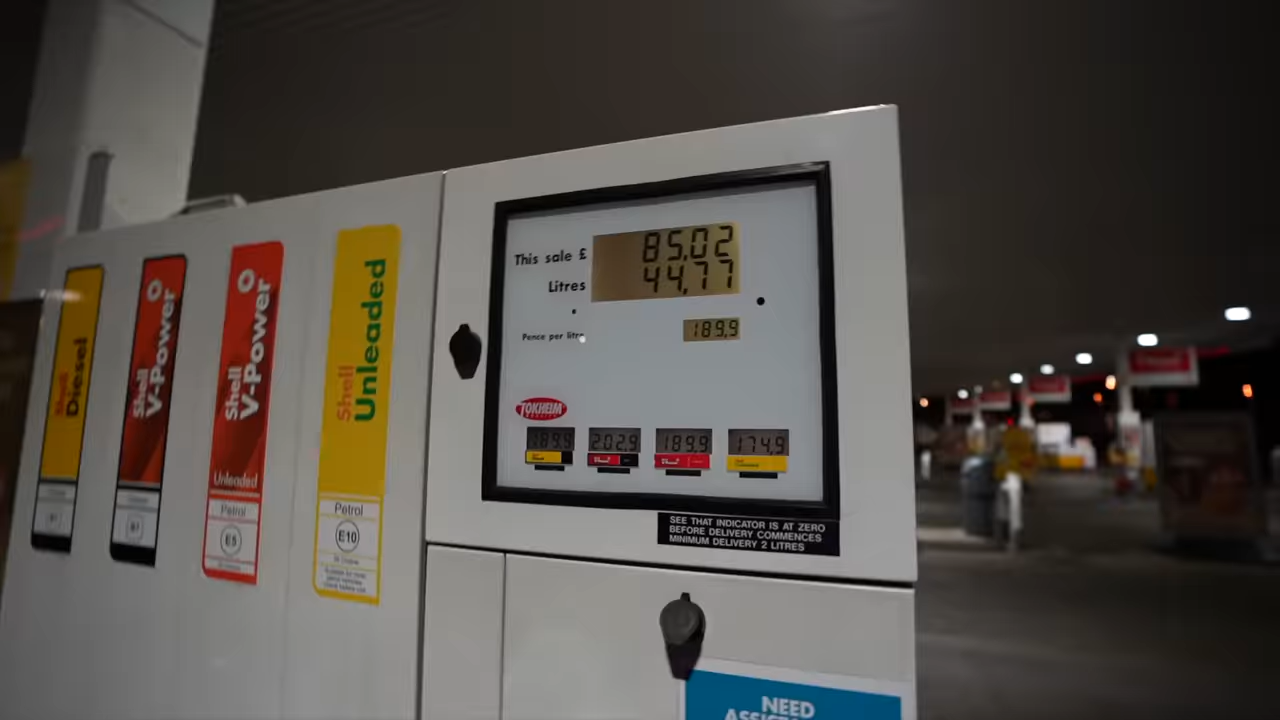 Shell
Diesel
Shell
V-Power
Shell
V-Power
Unleaded
Petrol
E5
Shell
Unleaded
Petrol
E10
This sale £ 85.02
Litres 44.77
Pence per litre 189.9
TOKHEIM
189.9 202.9 189.9 174.9
SEE THAT INDICATOR IS AT ZERO
BEFORE DELIVERY COMMENCES
MINIMUM DELIVERY 2 LITRES
NEED